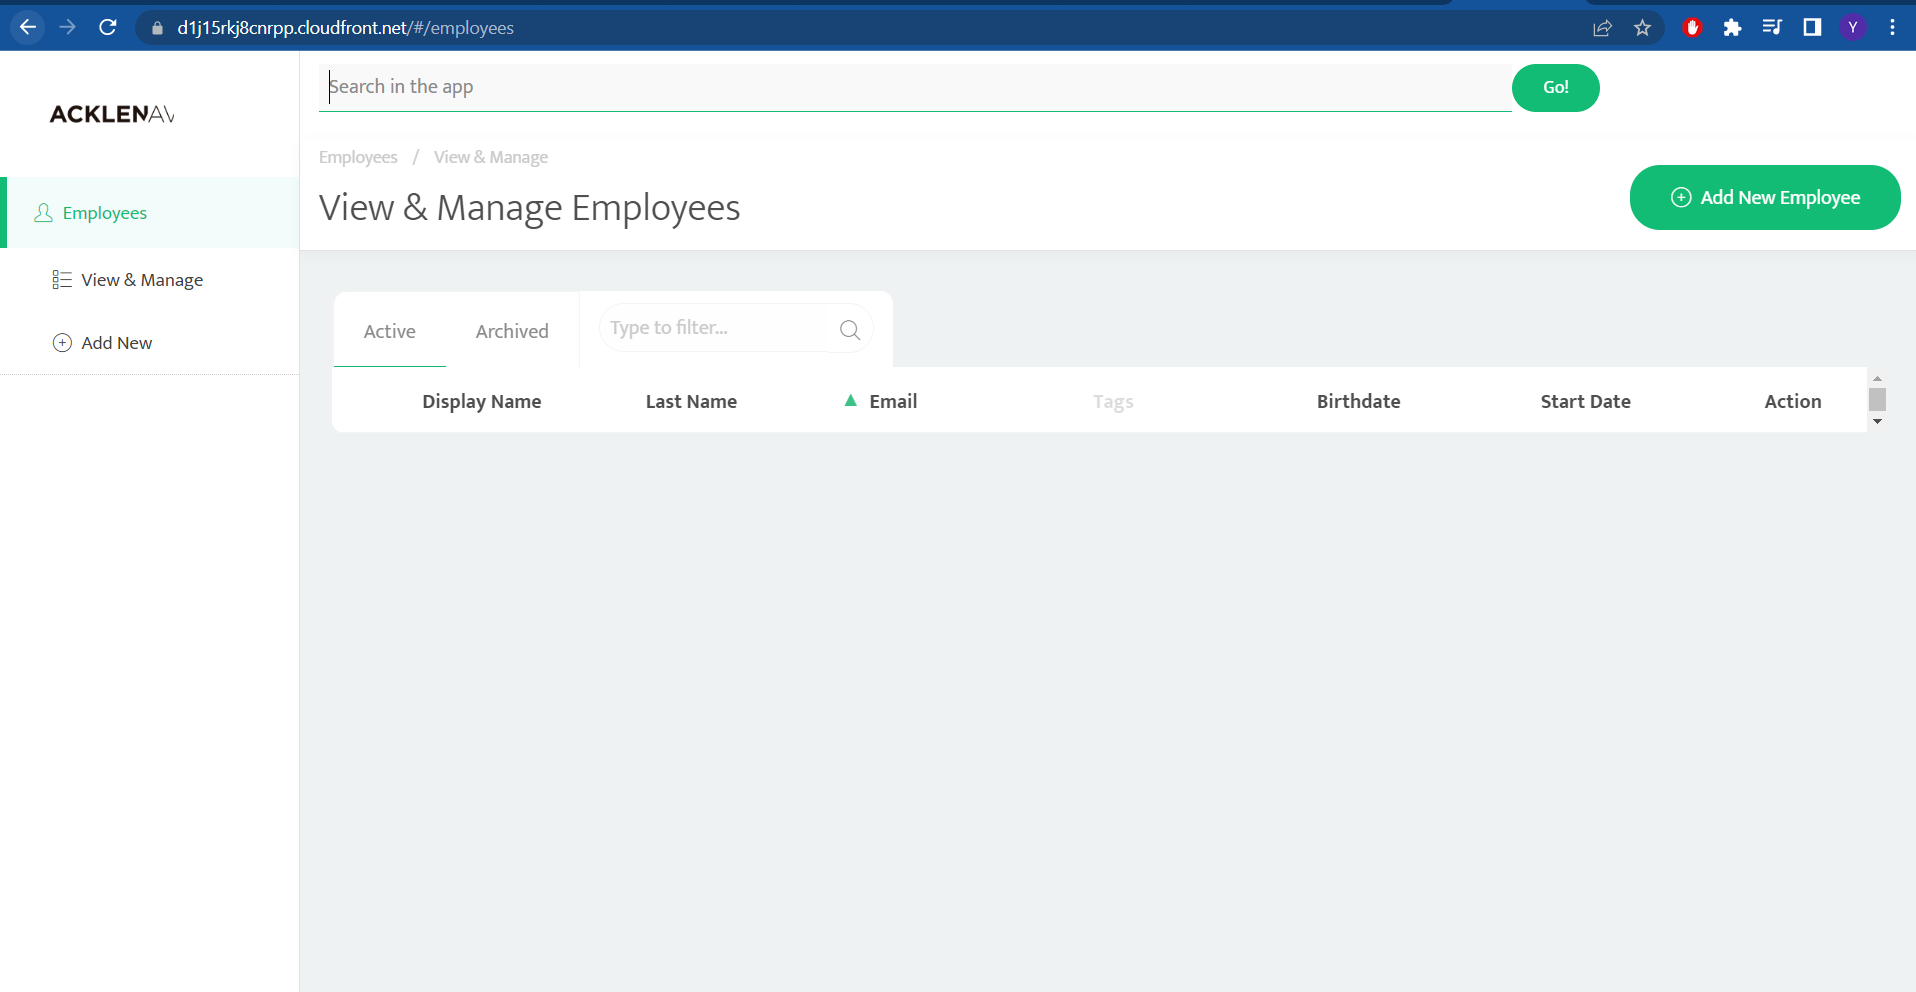 d1j15rkj8cnrpp.cloudfront.net/#/employees
Y
Search in the app
Go!
ACKLENAV
Employees / View & Manage
View & Manage Employees
Add New Employee
Employees
View & Manage
Add New
Active Archived Type to filter...
Display Name Last Name Email Tags Birthdate Start Date Action